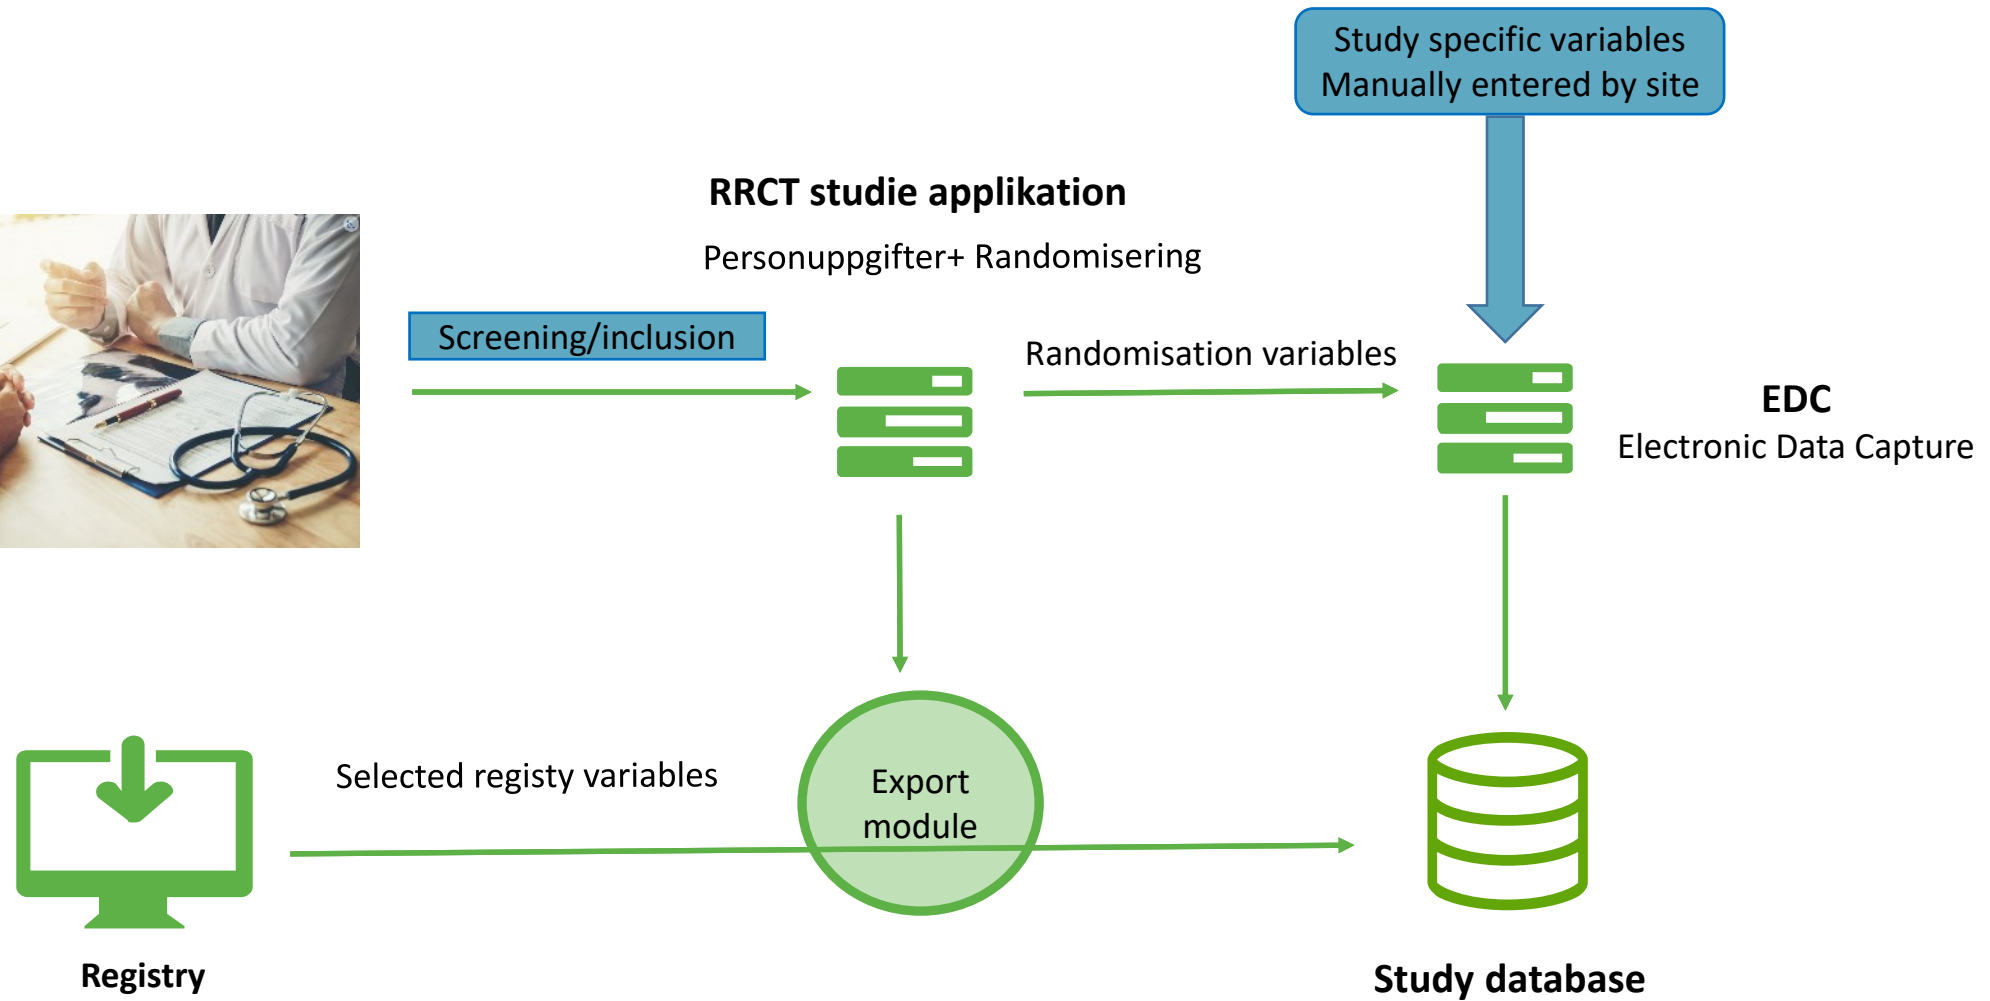 Study specific variables
Manually entered by site
RRCT studie applikation
Personuppgifter+ Randomisering
Screening/inclusion
Randomisation variables
EDC
Electronic Data Capture
Selected registy variables
Export
module
Registry
Study database